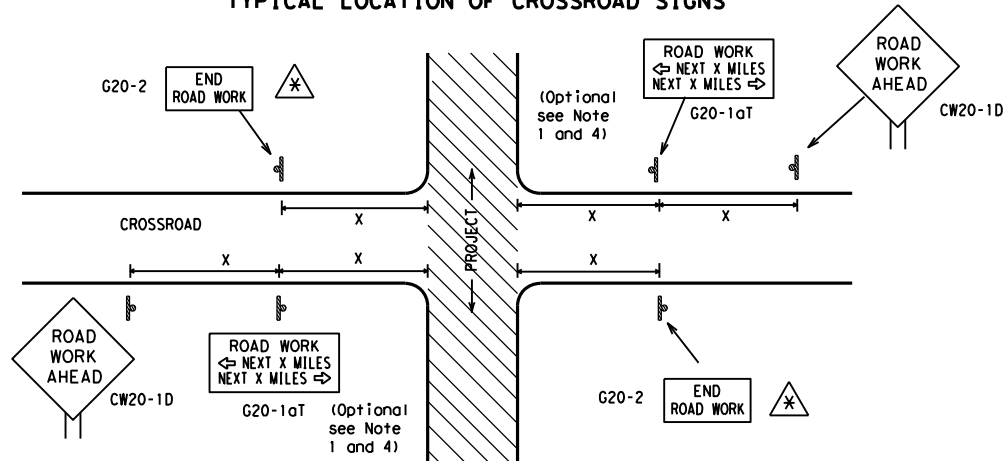 TYPICAL LOCATION OF CROSSROAD SIGNS
G20-2
END
ROAD WORK
*
(Optional
see Note
1 and 4)
ROAD WORK
⇦ NEXT X MILES
NEXT X MILES ⇨
G20-1aT
ROAD
WORK
AHEAD
CW20-1D
X
X
X
CROSSROAD
PROJECT
X
X
X
ROAD
WORK
AHEAD
CW20-1D
ROAD WORK
⇦ NEXT X MILES
NEXT X MILES ⇨
G20-1aT
(Optional
see Note
1 and 4)
G20-2
END
ROAD WORK
*